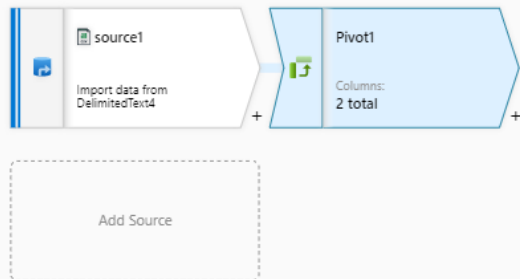 source1
Import data from
DelimitedText4
+
Pivot1
Columns:
2 total
+
Add Source